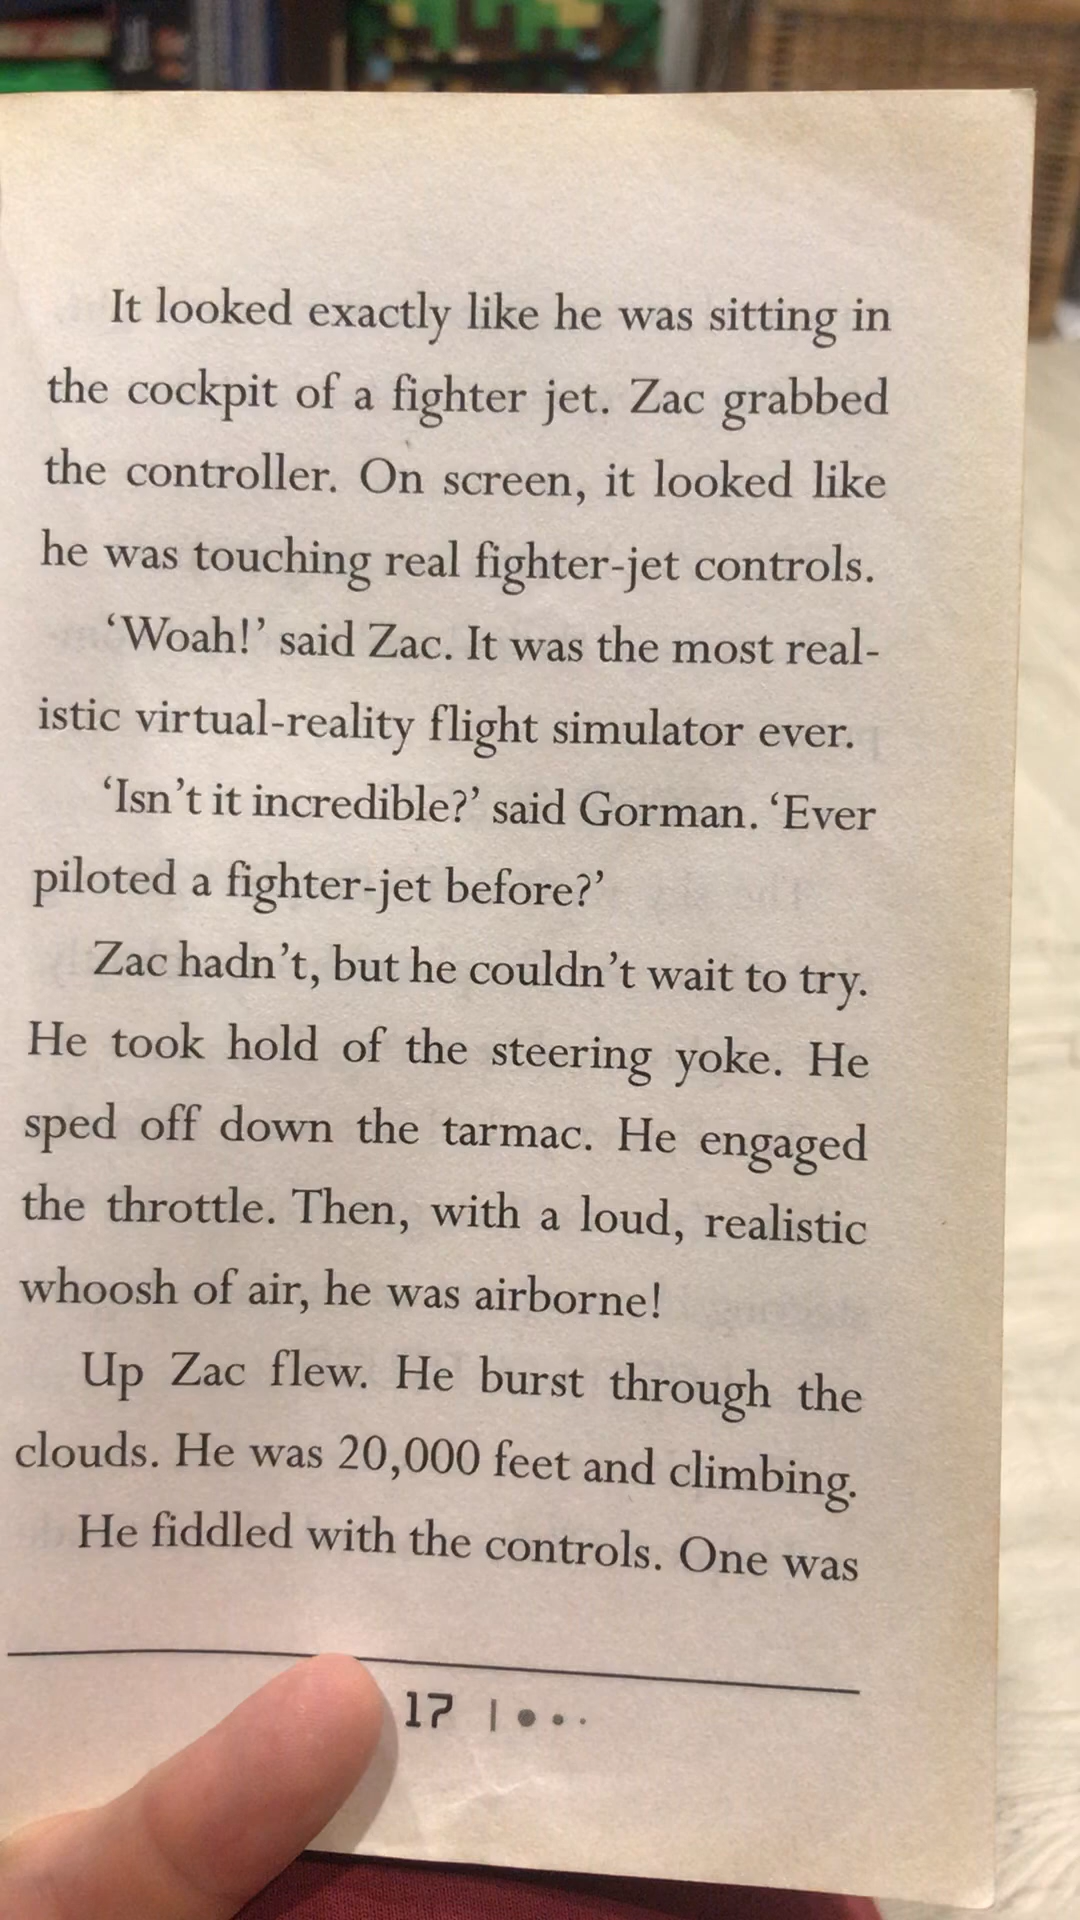 It looked exactly like he was sitting in
the cockpit of a fighter jet. Zac grabbed
the controller. On screen, it looked like
he was touching real fighter-jet controls.
‘Woah!’ said Zac. It was the most real-
istic virtual-reality flight simulator ever.
‘Isn’t it incredible?’ said Gorman. ‘Ever
piloted a fighter-jet before?’
Zac hadn’t, but he couldn’t wait to try.
He took hold of the steering yoke. He
sped off down the tarmac. He engaged
the throttle. Then, with a loud, realistic
whoosh of air, he was airborne!
Up Zac flew. He burst through the
clouds. He was 20,000 feet and climbing.
He fiddled with the controls. One was
17